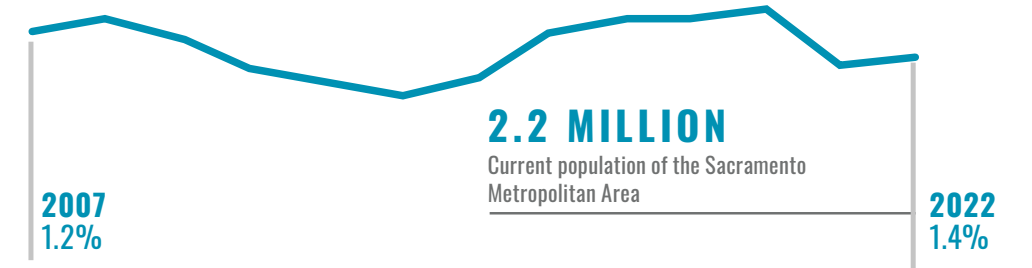 2.2 MILLION
Current population of the Sacramento
Metropolitan Area
2007
1.2%
2022
1.4%